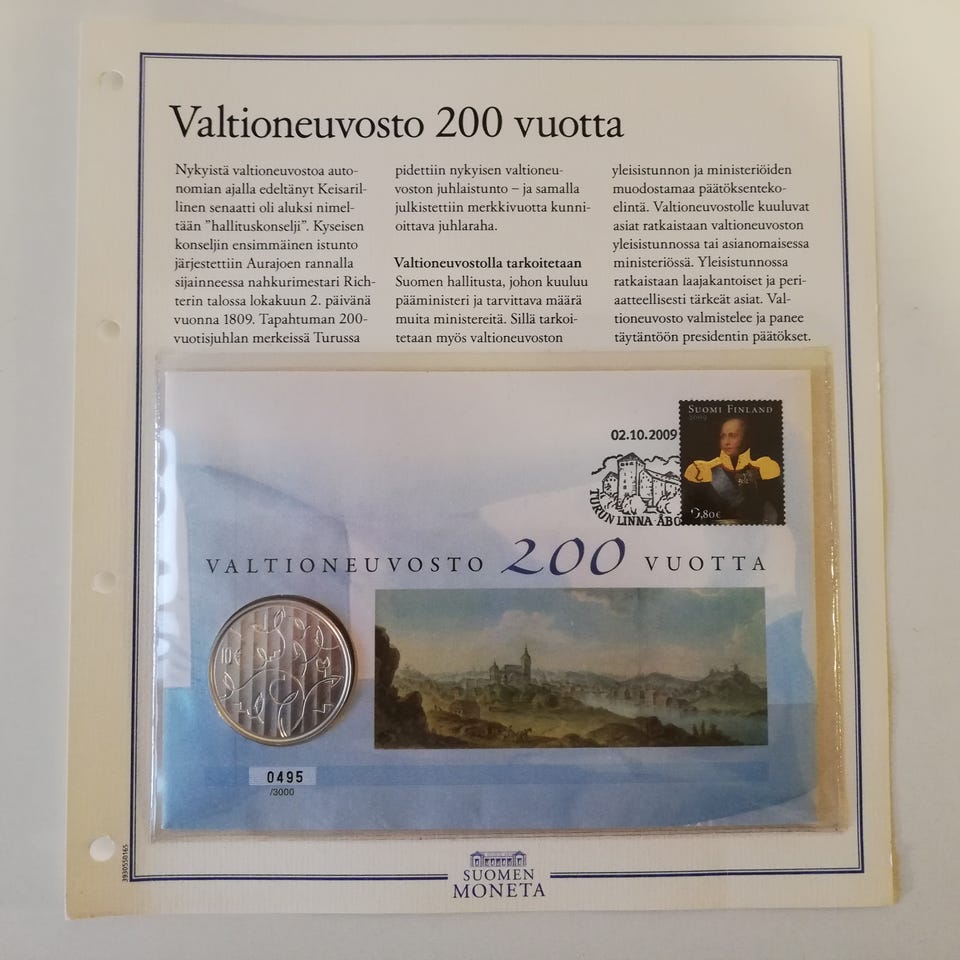 Valtioneuvosto 200 vuotta
Nykyistä valtioneuvostoa auto-
nomian ajalla edeltänyt Keisaril-
linen senaatti oli aluksi nimel-
tään ”hallituskonselji”. Kyseisen
konseljin ensimmäinen istunto
järjestettiin Aurajoen rannalla
sijainneessa nahkurimestari Rich-
terin talossa lokakuun 2. päivänä
vuonna 1809. Tapahtuman 200-
vuotisjuhlan merkeissä Turussa
pidettiin nykyisen valtioneu-
voston juhlaistunto – ja samalla
julkistettiin merkkivuotta kunni-
oittava juhlaraha.
Valtioneuvostolla tarkoitetaan
Suomen hallitusta, johon kuuluu
pääministeri ja tarvittava määrä
muita ministereitä. Sillä tarkoi-
tetaan myös valtioneuvoston
yleisistunnon ja ministeriöiden
muodostamaa päätöksenteko-
elintä. Valtioneuvostolle kuuluvat
asiat ratkaistaan valtioneuvoston
yleisistunnossa tai asianomaisessa
ministeriössä. Yleisistunnossa
ratkaistaan laajakantoiset ja peri-
aatteellisesti tärkeät asiat. Val-
tioneuvosto valmistelee ja panee
täytäntöön presidentin päätökset.
SUOMI FINLAND
2009
0,80€
02.10.2009
TURUN LINNA ÅBO
VALTIONEUVOSTO 200 VUOTTA
10€
0495
/3000
3930550165
SUOMEN
MONETA